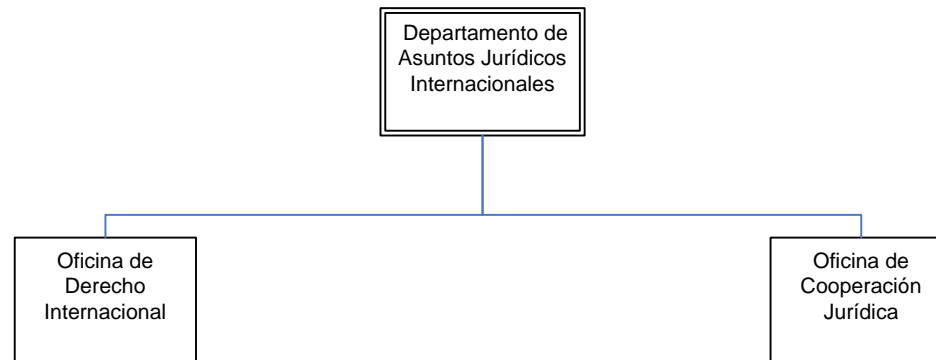 Departamento de
Asuntos Jurídicos
Internacionales
Oficina de
Derecho
Internacional
Oficina de
Cooperación
Jurídica